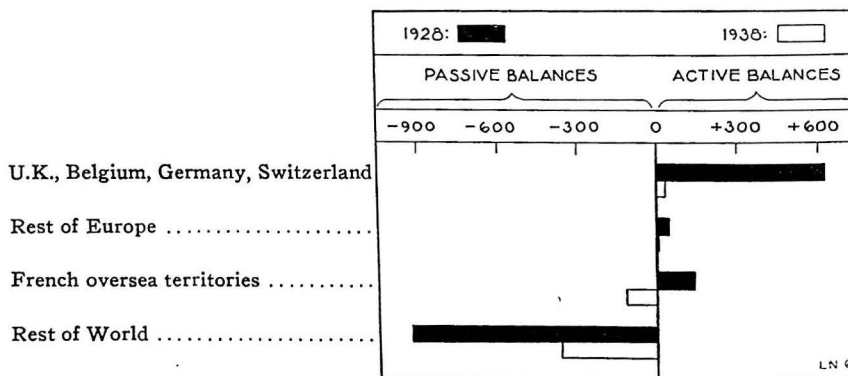 1928: 1938:
PASSIVE BALANCES ACTIVE BALANCES
-900 -600 -300 0 +300 +600
U.K., Belgium, Germany, Switzerland
Rest of Europe ......................
French oversea territories ...........
Rest of World ......................
LN